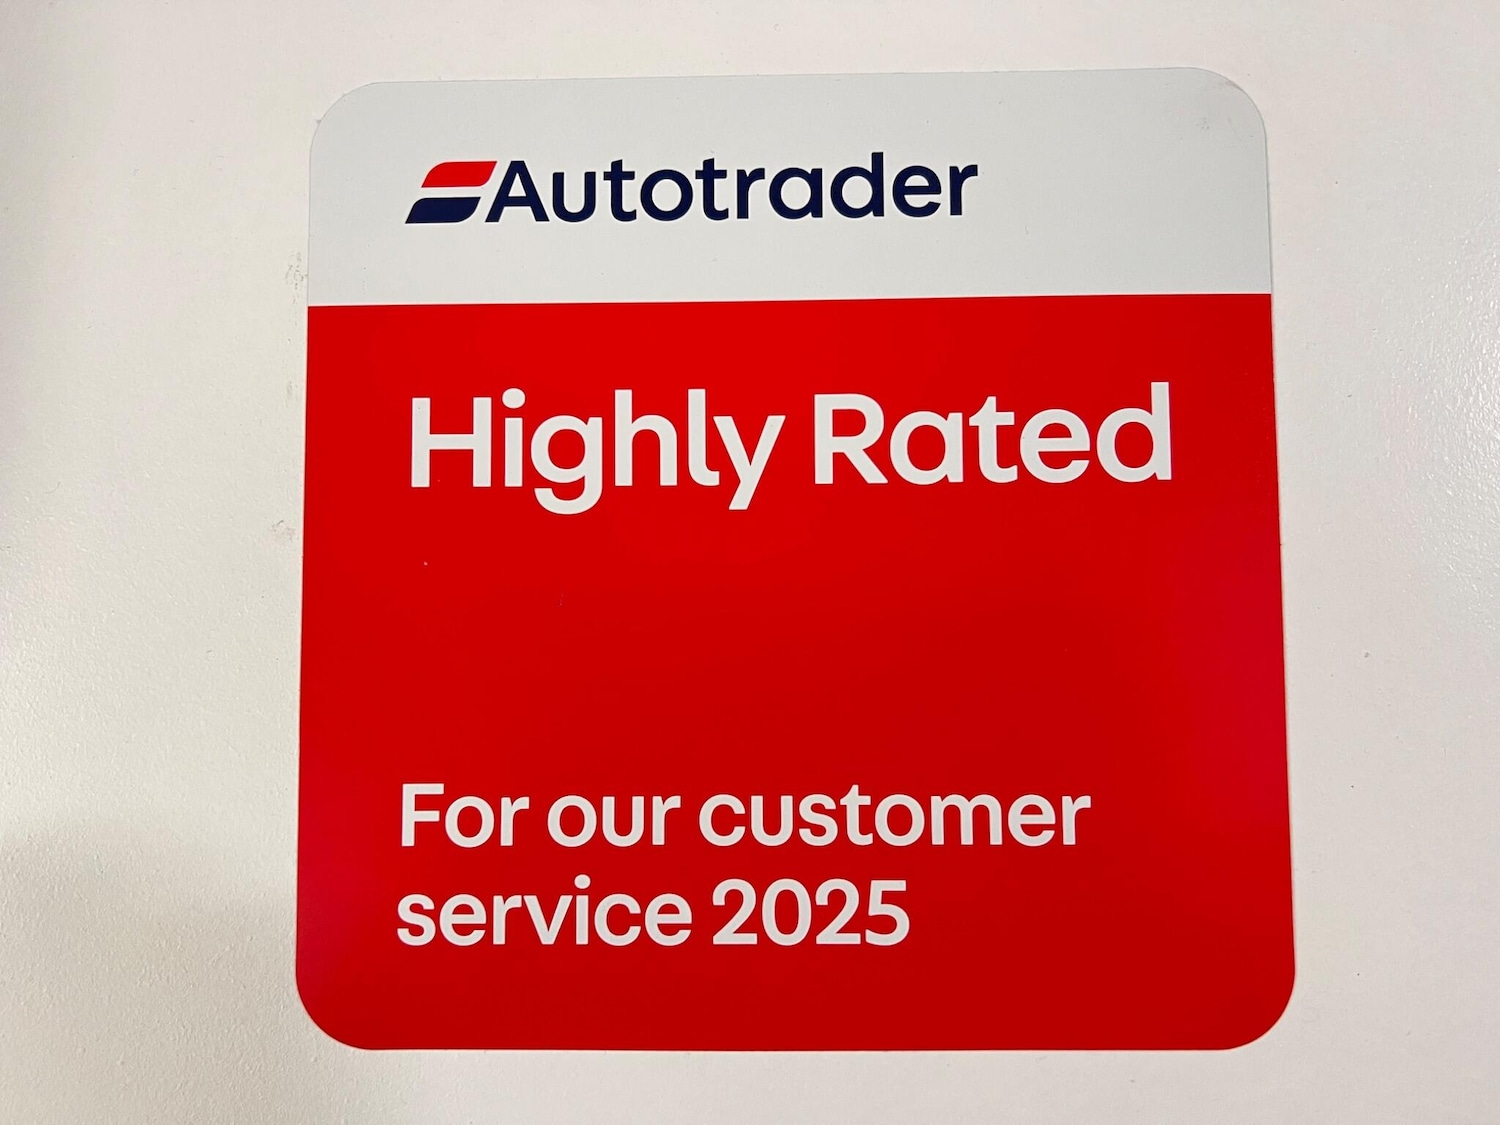 Autotrader
Highly Rated
For our customer
service 2025